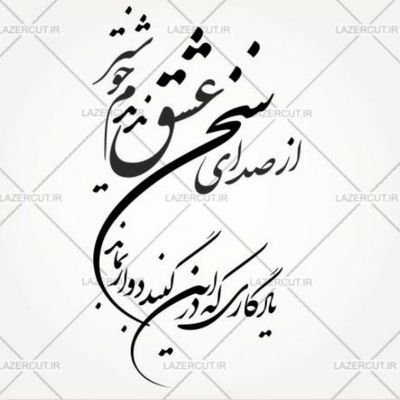 از صدای سخن عشق ندیدم خوشتر
یادگاری که در این گنبد دوار بماند
LAZERCUT.IR